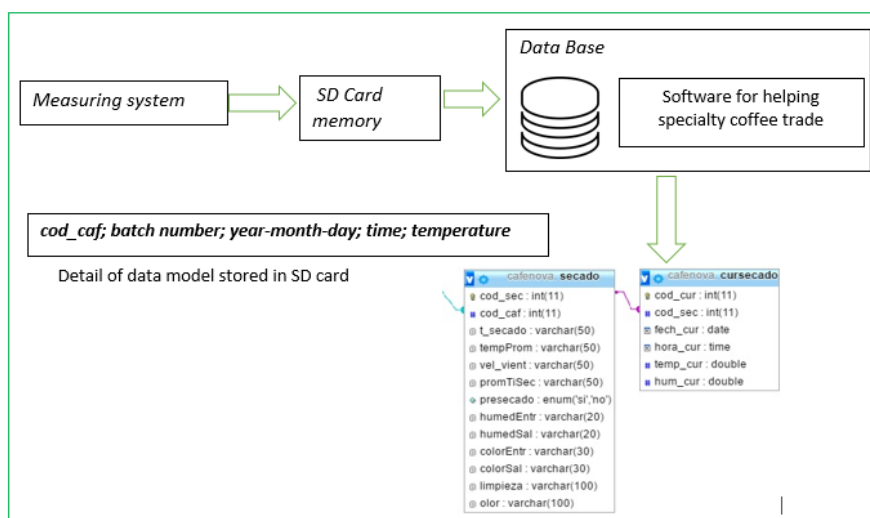 Data Base
Measuring system
SD Card
memory
Software for helping
specialty coffee trade
cod_caf; batch number; year-month-day; time; temperature
Detail of data model stored in SD card
cafenova.secado
cod_sec : int(11)
cod_caf : int(11)
t_secado : varchar(50)
tempProm : varchar(50)
vel_vient : varchar(50)
promTiSec : varchar(50)
presecado : enum('si','no')
humedEntr : varchar(20)
humedSal : varchar(20)
colorEntr : varchar(30)
colorSal : varchar(30)
limpieza : varchar(100)
olor : varchar(100)
cafenova.cursecado
cod_cur : int(11)
cod_sec : int(11)
fech_cur : date
hora_cur : time
temp_cur : double
hum_cur : double